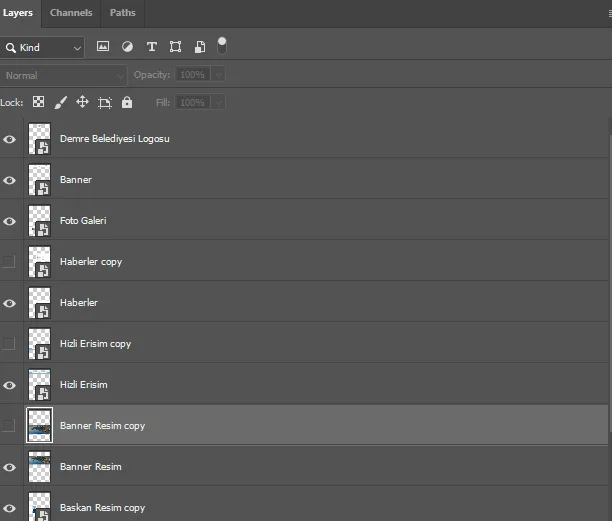 Layers Channels Paths
Kind
Normal Opacity: 100%
Lock: Fill: 100%
Demre Belediyesi Logosu
Banner
Foto Galeri
Haberler copy
Haberler
Hizli Erisim copy
Hizli Erisim
Banner Resim copy
Banner Resim
Baskan Resim copy